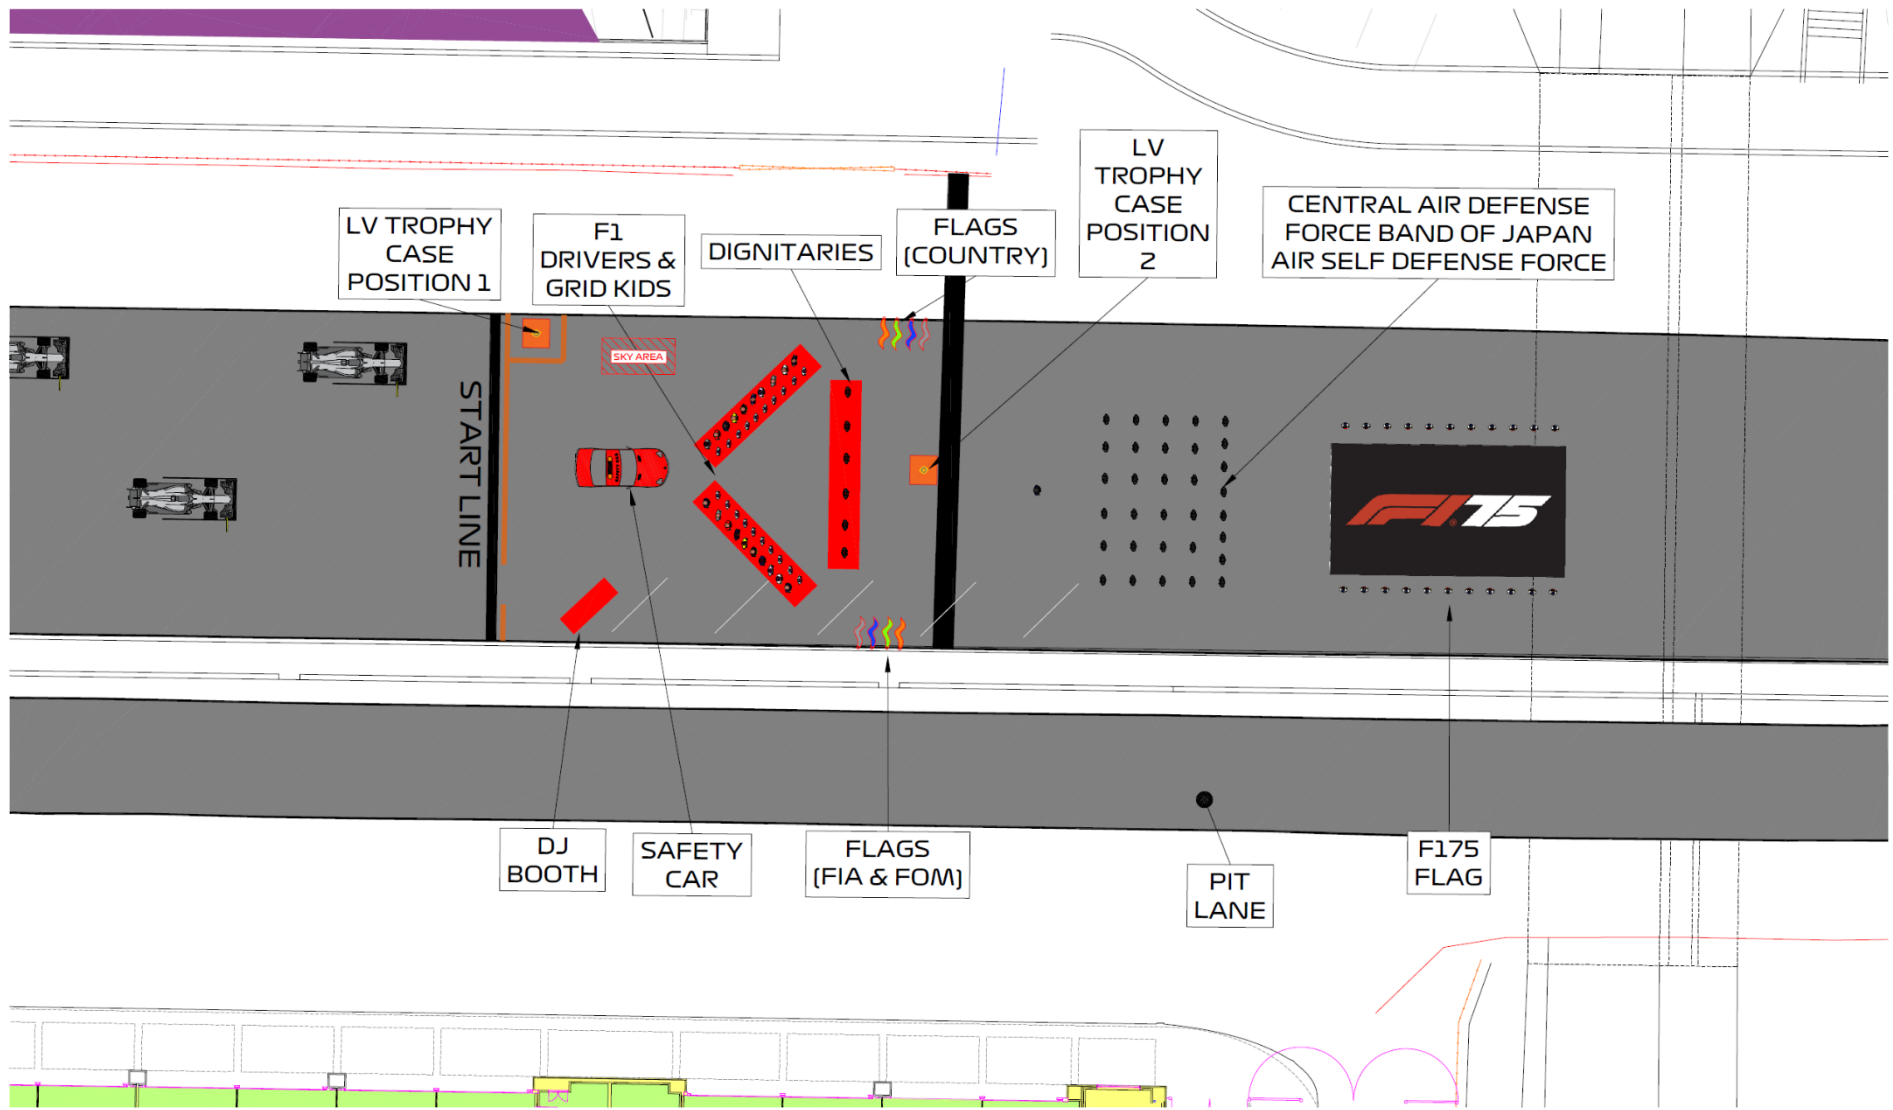 LV
TROPHY
CASE
POSITION
2
LV TROPHY
CASE
POSITION 1
F1
DRIVERS &
GRID KIDS
DIGNITARIES
FLAGS
(COUNTRY)
CENTRAL AIR DEFENSE
FORCE BAND OF JAPAN
AIR SELF DEFENSE FORCE
SKY AREA
START LINE
F1 75
DJ
BOOTH
SAFETY
CAR
FLAGS
(FIA & FOM)
PIT
LANE
F175
FLAG